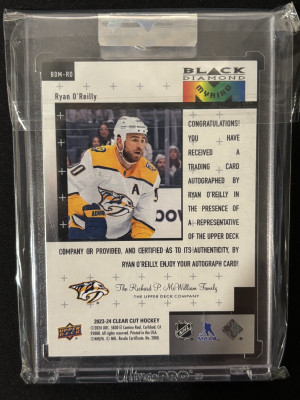 BDM-RO
BLACK
DIAMOND
MYRIAD
Ryan O'Reilly
CONGRATULATIONS!
YOU HAVE
RECEIVED A
TRADING CARD
AUTOGRAPHED BY
RYAN O'REILLY IN
THE PRESENCE OF
A REPRESENTATIVE
OF THE UPPER DECK
COMPANY OR PROVIDED, AND CERTIFIED AS TO ITS AUTHENTICITY, BY
RYAN O'REILLY. ENJOY YOUR AUTOGRAPH CARD!
A
The Richard P. McWilliam Family
THE UPPER DECK COMPANY
2023-24 CLEAR CUT HOCKEY
UPPER DECK
NHL
Ultra PRO